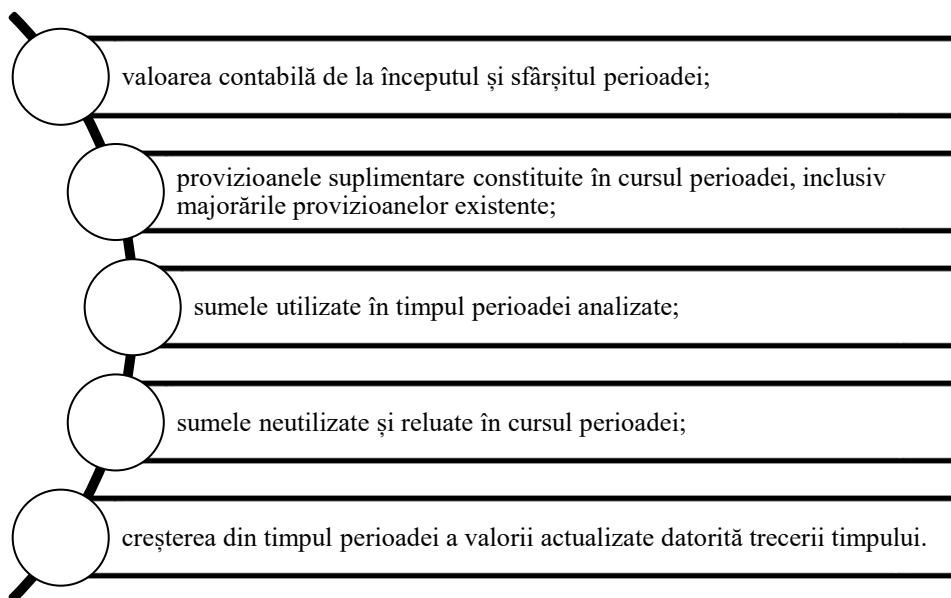 valoarea contabilă de la începutul și sfârșitul perioadei;
provizioanele suplimentare constituite în cursul perioadei, inclusiv
majorările provizioanelor existente;
sumele utilizate în timpul perioadei analizate;
sumele neutilizate și reluate în cursul perioadei;
creșterea din timpul perioadei a valorii actualizate datorită trecerii timpului.